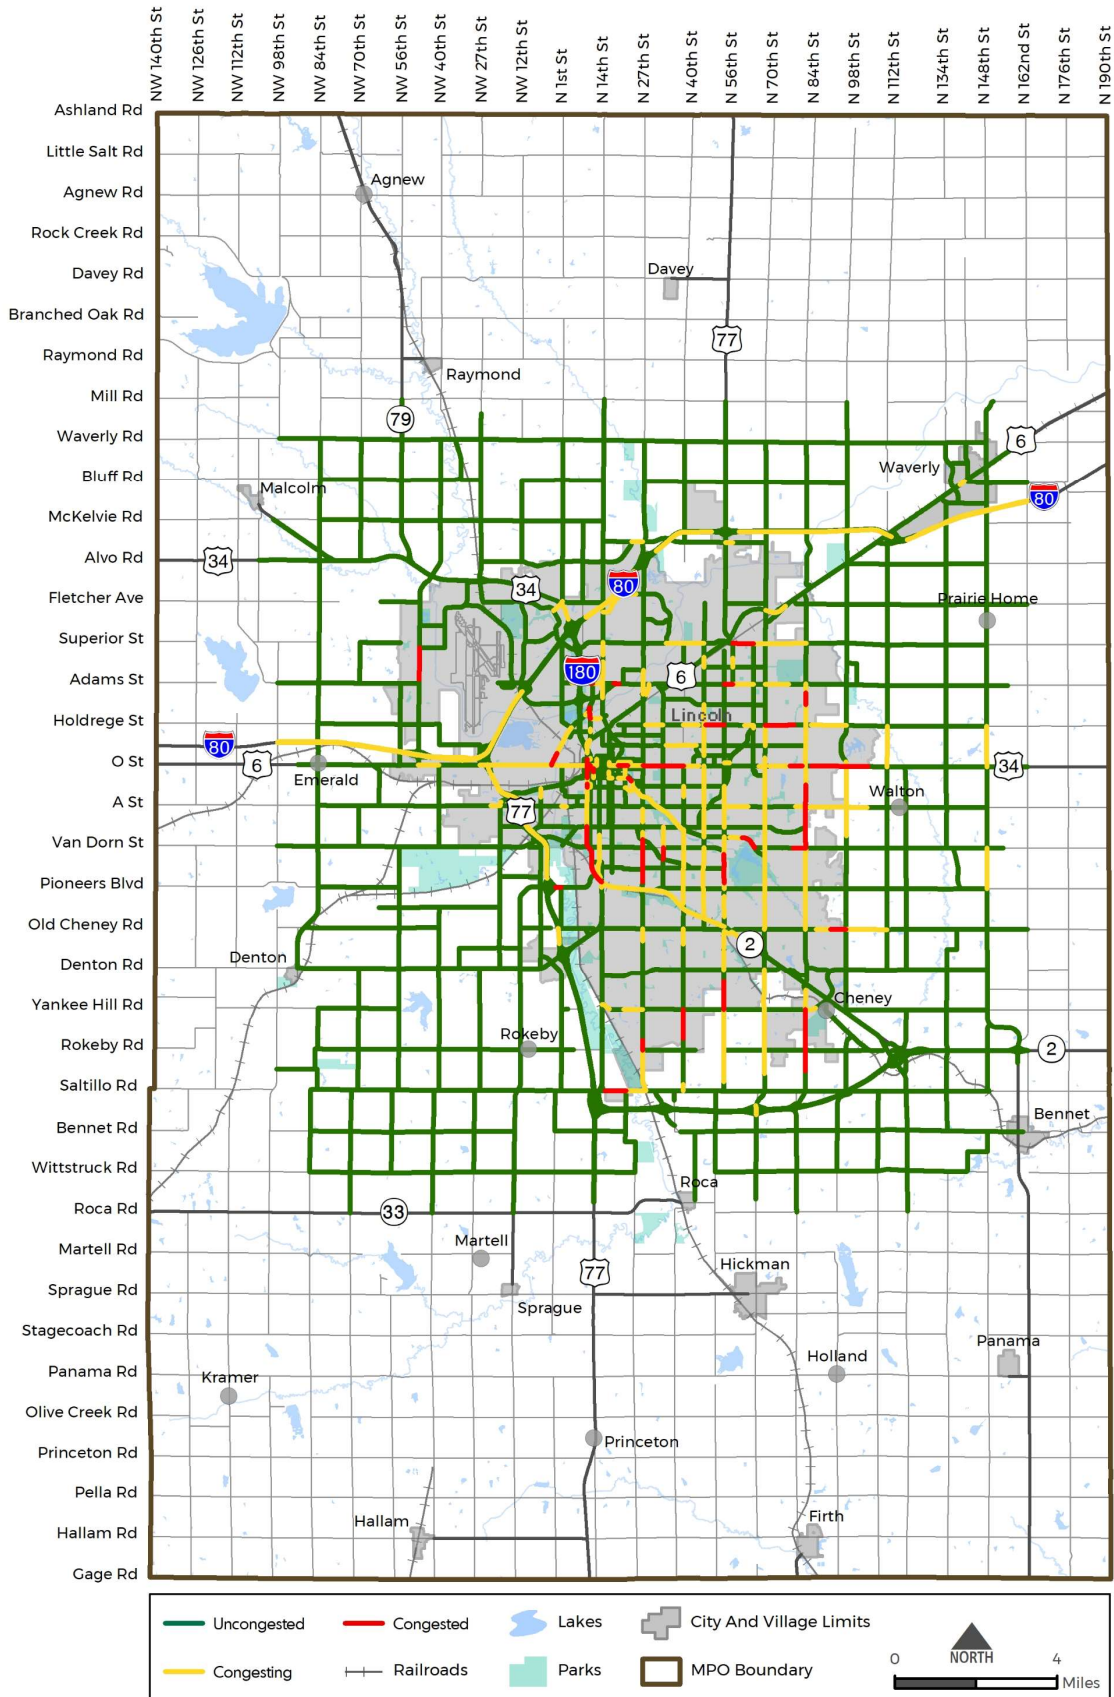 NW 140th St
NW 126th St
NW 112th St
NW 98th St
NW 84th St
NW 70th St
NW 56th St
NW 40th St
NW 27th St
NW 12th St
N 1st St
N 14th St
N 27th St
N 40th St
N 56th St
N 70th St
N 84th St
N 98th St
N 112th St
N 134th St
N 148th St
N 162nd St
N 176th St
N 190th St
Ashland Rd
Little Salt Rd
Agnew Rd
Agnew
Rock Creek Rd
Davey Rd
Davey
Branched Oak Rd
77
Raymond Rd
Raymond
Mill Rd
79
Waverly Rd
6
Waverly
Bluff Rd
Malcolm
80
McKelvie Rd
Alvo Rd
34
34
80
Fletcher Ave
Prairie Home
Superior St
180
6
Adams St
Holdrege St
Lincoln
80
O St
6
34
Emerald
A St
77
Walton
Van Dorn St
Pioneers Blvd
Old Cheney Rd
2
Denton
Denton Rd
Yankee Hill Rd
Cheney
Rokeby
Rokeby Rd
2
Saltillo Rd
Bennet Rd
Bennet
Wittstruck Rd
Roca
Roca Rd
33
Martell Rd
Martell
77
Hickman
Sprague Rd
Sprague
Stagecoach Rd
Panama
Panama Rd
Holland
Kramer
Olive Creek Rd
Princeton Rd
Princeton
Pella Rd
Hallam
Firth
Hallam Rd
Gage Rd
Uncongested
Congested
Lakes
City And Village Limits
Congesting
Railroads
Parks
MPO Boundary
NORTH
0 4
Miles